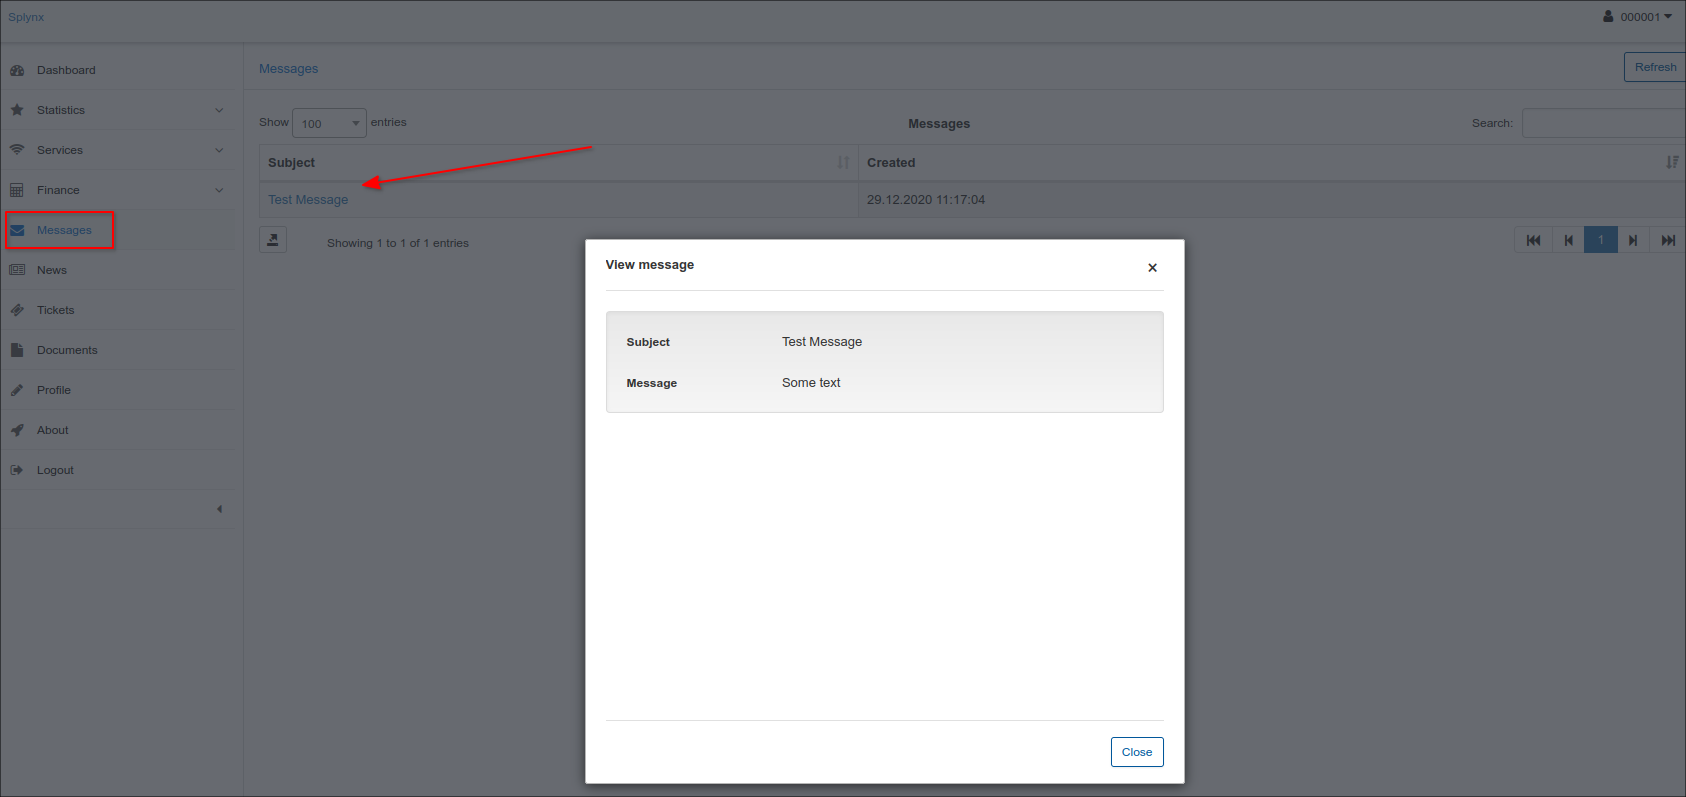 Splynx
000001
Dashboard
Statistics
Services
Finance
Messages
News
Tickets
Documents
Profile
About
Logout
Messages
Refresh
Show 100 entries
Messages
Search:
Subject
Created
Test Message
29.12.2020 11:17:04
Showing 1 to 1 of 1 entries
1
View message
×
Subject
Test Message
Message
Some text
Close